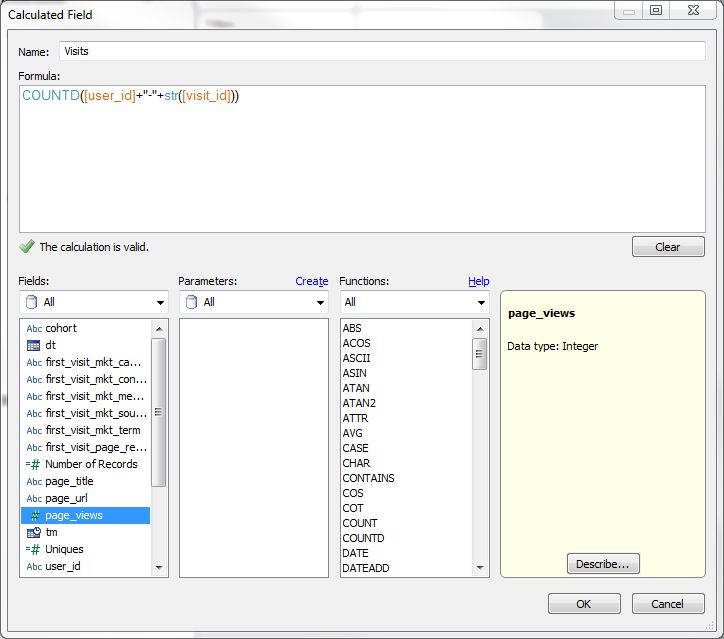 Calculated Field
Name: Visits
Formula:
COUNTD([user_id]+"-"+str([visit_id]))
The calculation is valid.
Clear
Fields:
All
Abc cohort
dt
Abc first_visit_mkt_ca...
Abc first_visit_mkt_con...
Abc first_visit_mkt_me...
Abc first_visit_mkt_sou...
Abc first_visit_mkt_term
Abc first_visit_page_re...
=# Number of Records
Abc page_title
Abc page_url
# page_views
tm
=# Uniques
Abc user_id
Parameters: Create
All
Functions: Help
All
ABS
ACOS
ASCII
ASIN
ATAN
ATAN2
ATTR
AVG
CASE
CHAR
CONTAINS
COS
COT
COUNT
COUNTD
DATE
DATEADD
page_views
Data type: Integer
Describe...
OK
Cancel